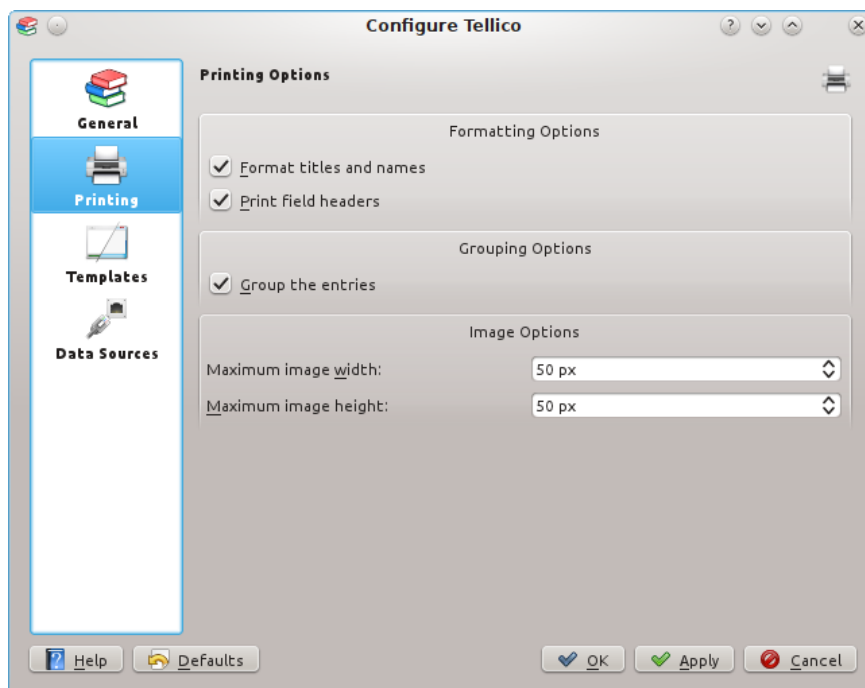 Configure Tellico
General
Printing
Templates
Data Sources
Printing Options
Formatting Options
Format titles and names
Print field headers
Grouping Options
Group the entries
Image Options
Maximum image width: 50 px
Maximum image height: 50 px
Help Defaults OK Apply Cancel